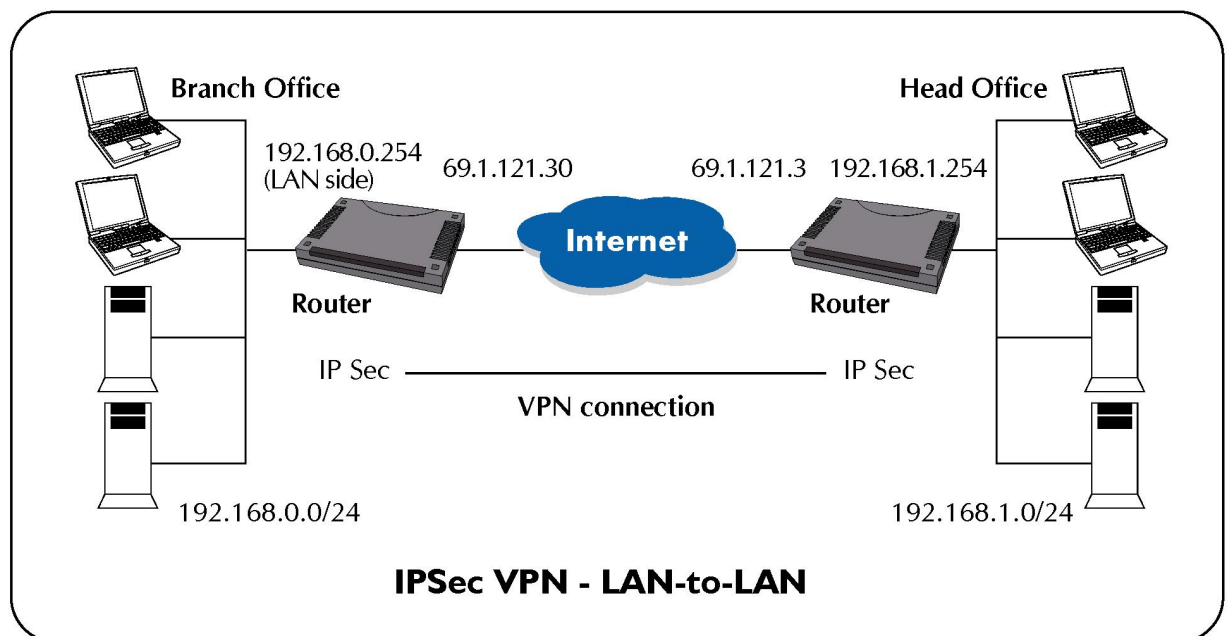 Branch Office
Head Office
192.168.0.254
(LAN side)
69.1.121.30
69.1.121.3
192.168.1.254
Internet
Router
Router
IP Sec
IP Sec
VPN connection
192.168.0.0/24
192.168.1.0/24
IPSec VPN - LAN-to-LAN